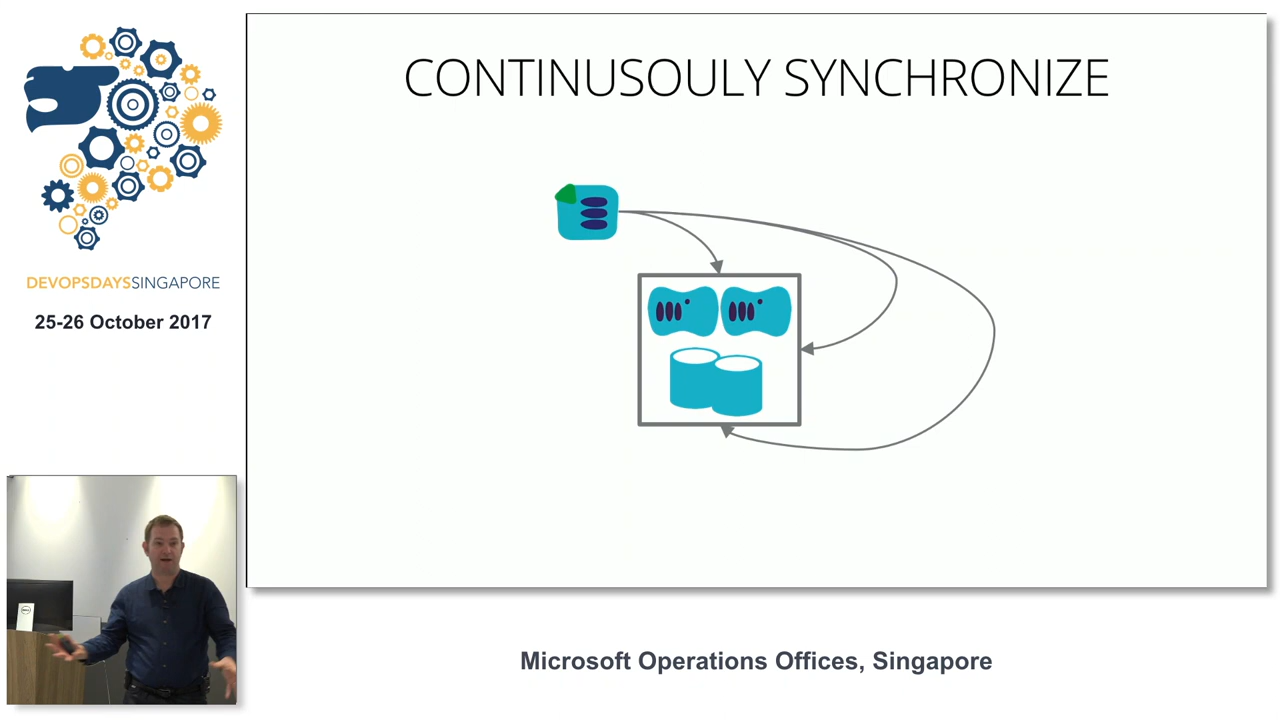 CONTINUSOULY SYNCHRONIZE
DEVOPSDAYSSINGAPORE
25-26 October 2017
Microsoft Operations Offices, Singapore